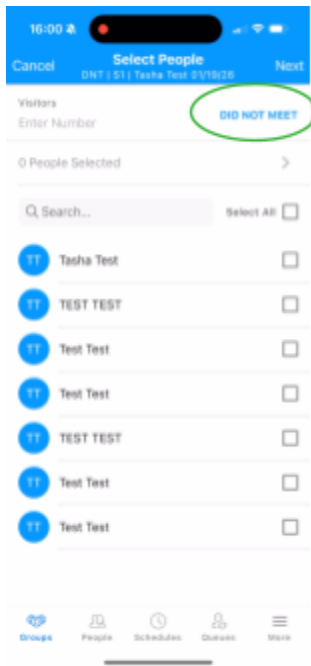 16:00
Cancel
Select People
Next
DNT | S1 | Tasha Test 01/19/26
Visitors
Enter Number
DID NOT MEET
0 People Selected
Search...
Select All
TT
Tasha Test
TT
TEST TEST
TT
Test Test
TT
Test Test
TT
TEST TEST
TT
Test Test
TT
Test Test
Groups
People
Schedules
Queues
More